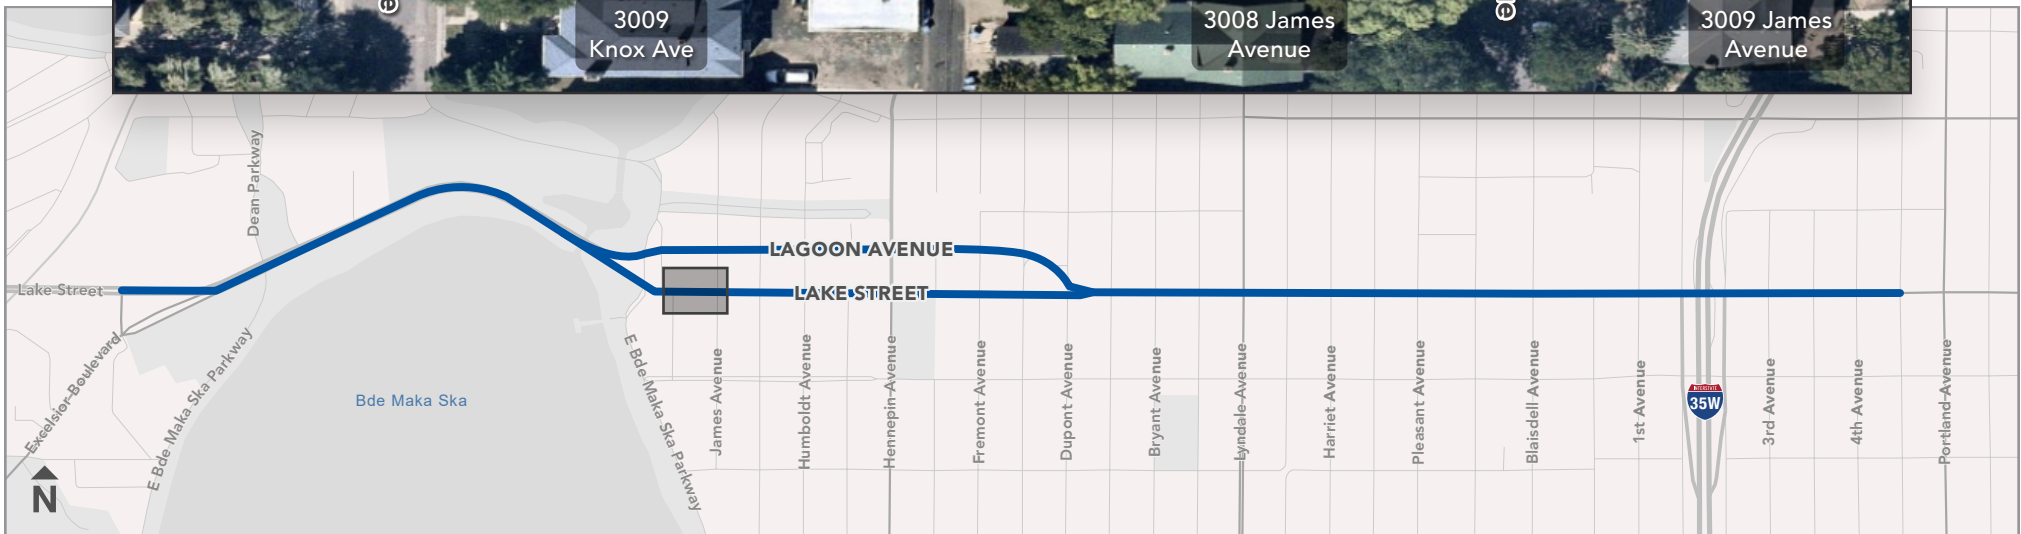 3009
Knox Ave
3008 James
Avenue
3009 James
Avenue
Dean Parkway
LAGOON AVENUE
Lake Street
LAKE STREET
Excelsior Boulevard
E Bde Maka Ska Parkway
Bde Maka Ska
E Bde Maka Ska Parkway
James Avenue
Humboldt Avenue
Hennepin Avenue
Fremont Avenue
Dupont Avenue
Bryant Avenue
Lyndale Avenue
Harriet Avenue
Pleasant Avenue
Blaisdell Avenue
1st Avenue
INTERSTATE
35W
3rd Avenue
4th Avenue
Portland Avenue
N